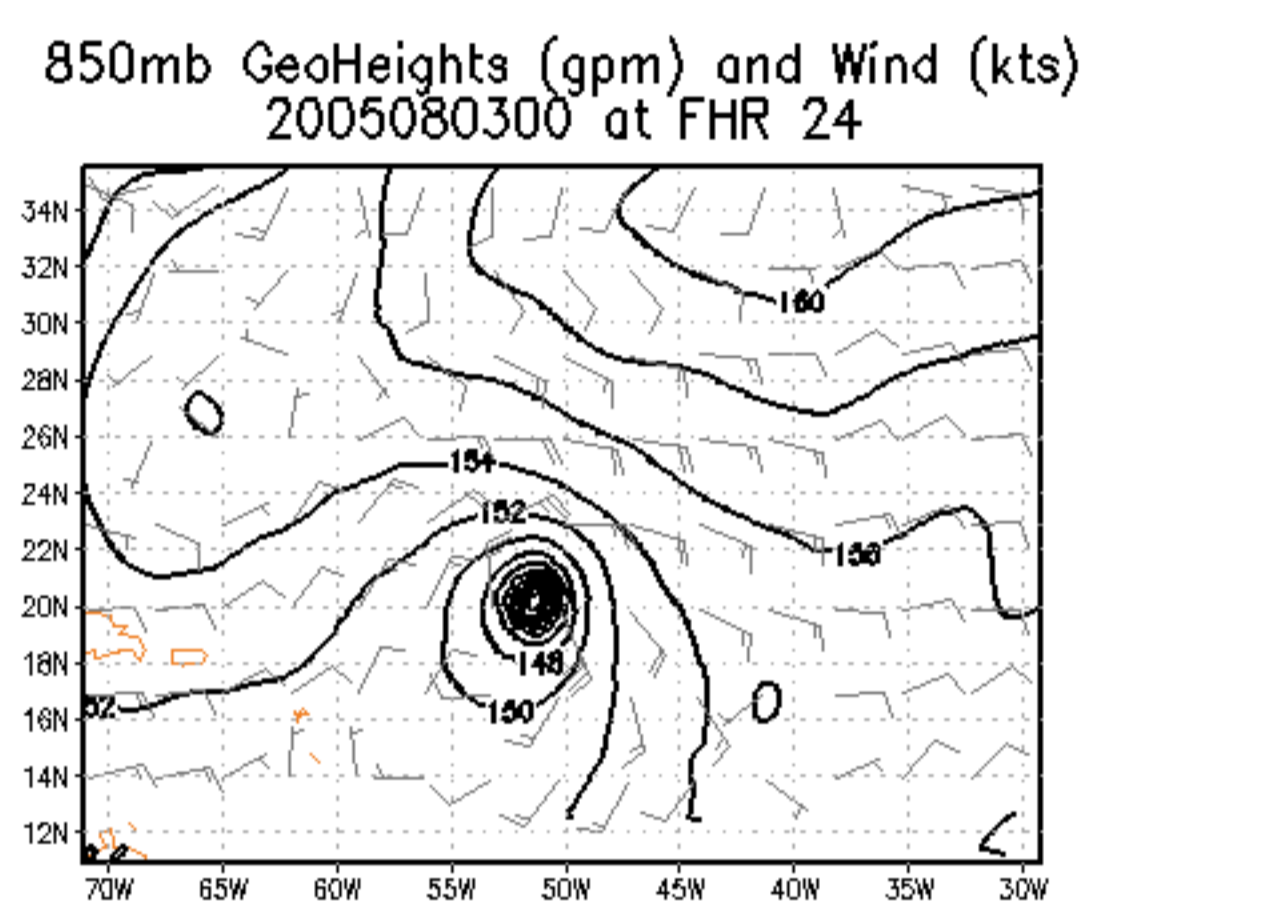 850mb GeoHeights (gpm) and Wind (kts)
2005080300 at FHR 24
34N
32N
160
30N
28N
26N
154
24N
152
22N
156
20N
18N
148
52
150
16N
14N
12N
70W 65W 60W 55W 50W 45W 40W 35W 30W